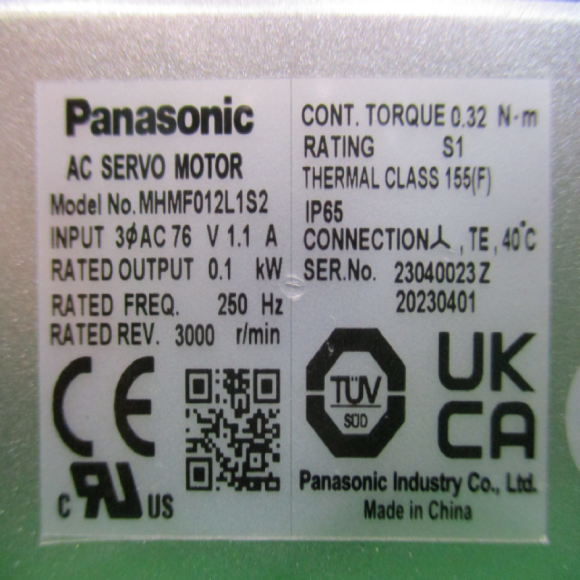 Panasonic
AC SERVO MOTOR
Model No. MHMF012L1S2
INPUT 3ϕAC 76 V 1.1 A
RATED OUTPUT 0.1 kW
RATED FREQ. 250 Hz
RATED REV. 3000 r/min
CE
C RU US
CONT. TORQUE 0.32 N-m
RATING S1
THERMAL CLASS 155(F)
IP65
CONNECTION⅄, TE, 40°C
SER.No. 23040023 Z
20230401
TÜV
SÜD
UK
CA
Panasonic Industry Co., Ltd.
Made in China